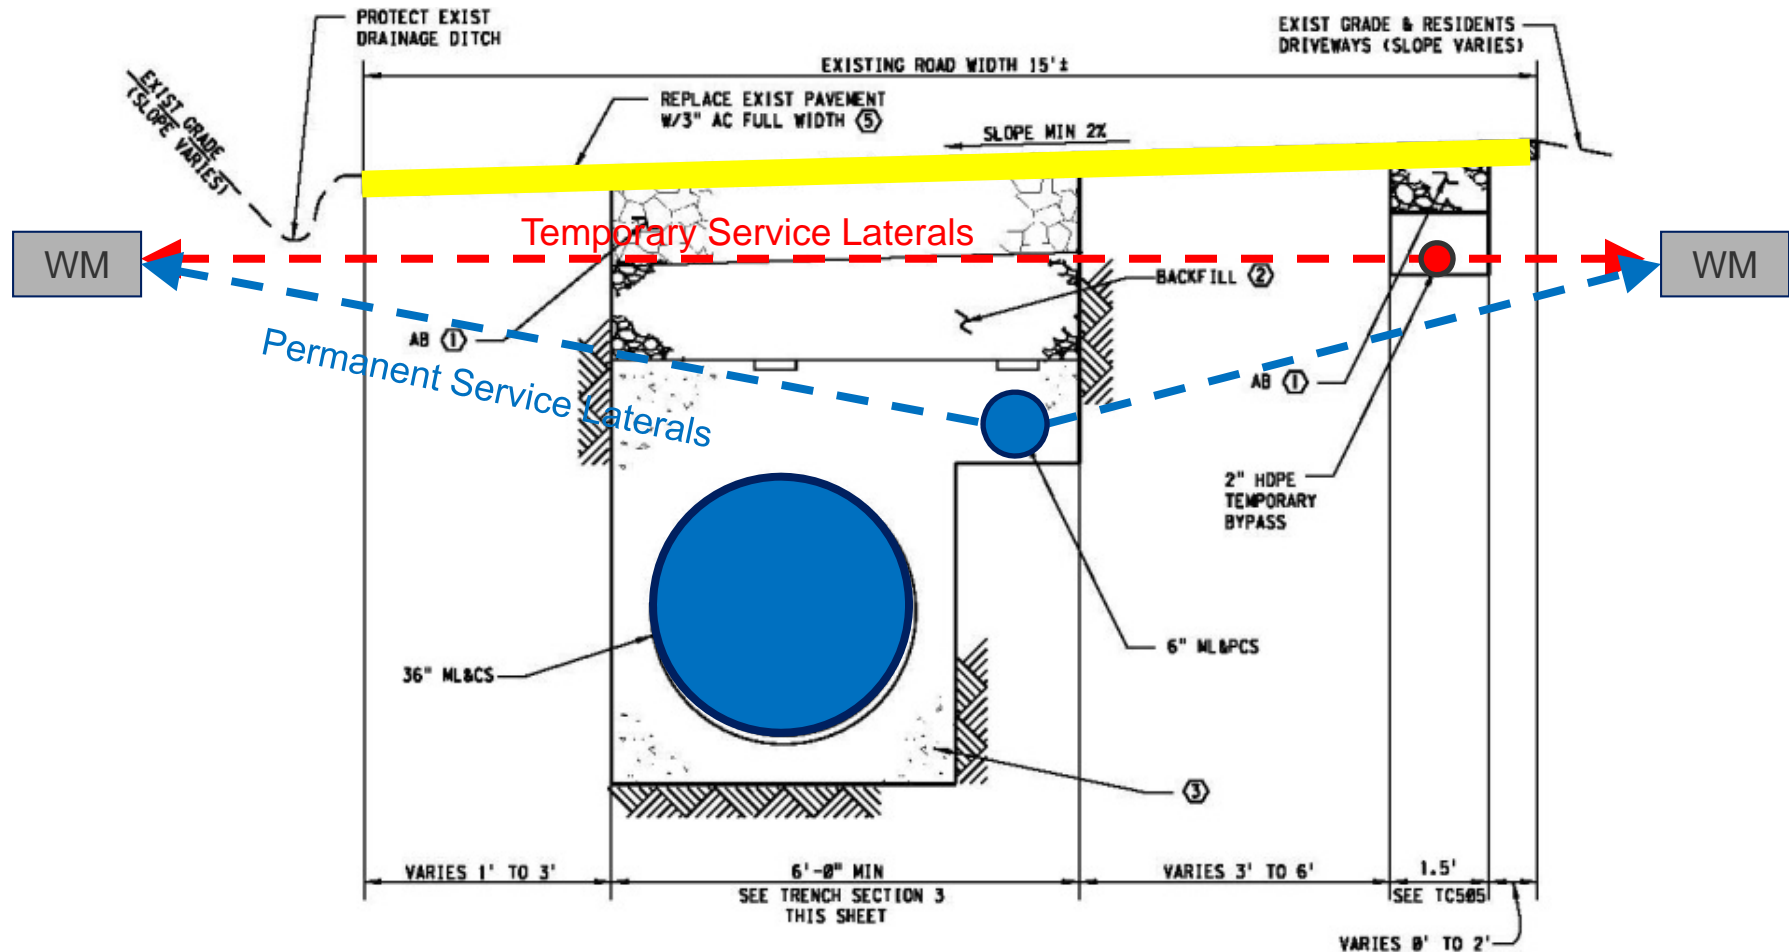 PROTECT EXIST
DRAINAGE DITCH
EXIST GRADE & RESIDENTS
DRIVEWAYS (SLOPE VARIES)
EXISTING ROAD WIDTH 15'±
EXIST GRADE
(SLOPE VARIES)
REPLACE EXIST PAVEMENT
W/3" AC FULL WIDTH 5
SLOPE MIN 2%
Temporary Service Laterals
WM
WM
BACKFILL 2
AB 1
Permanent Service Laterals
AB 1
2" HDPE
TEMPORARY
BYPASS
6" ML&PCS
36" ML&CS
3
VARIES 1' TO 3'
6'-0" MIN
SEE TRENCH SECTION 3
THIS SHEET
VARIES 3' TO 6'
1.5'
SEE TC505
VARIES 0' TO 2'